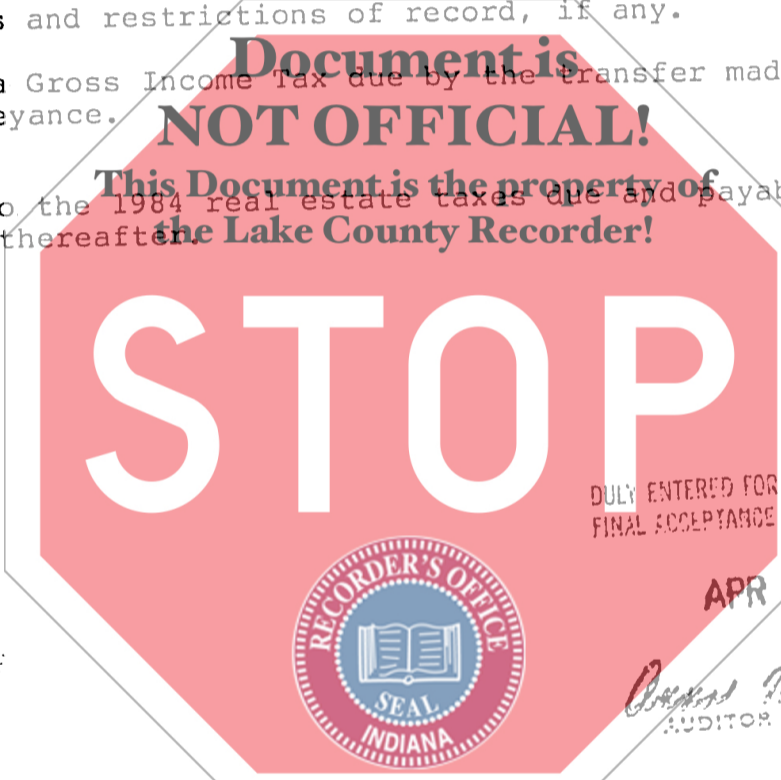 s and restrictions of record, if any.
Document is
a Gross Income Tax due by the transfer mad
eyance.
NOT OFFICIAL!
This Document is the property of
o the 1984 real estate taxes due and payab
thereafter.
the Lake County Recorder!
STOP
DULY ENTERED FOR
FINAL ACCEPTANCE
RECORDER'S OFFICE
APR
SEAL
AUDITOR
INDIANA